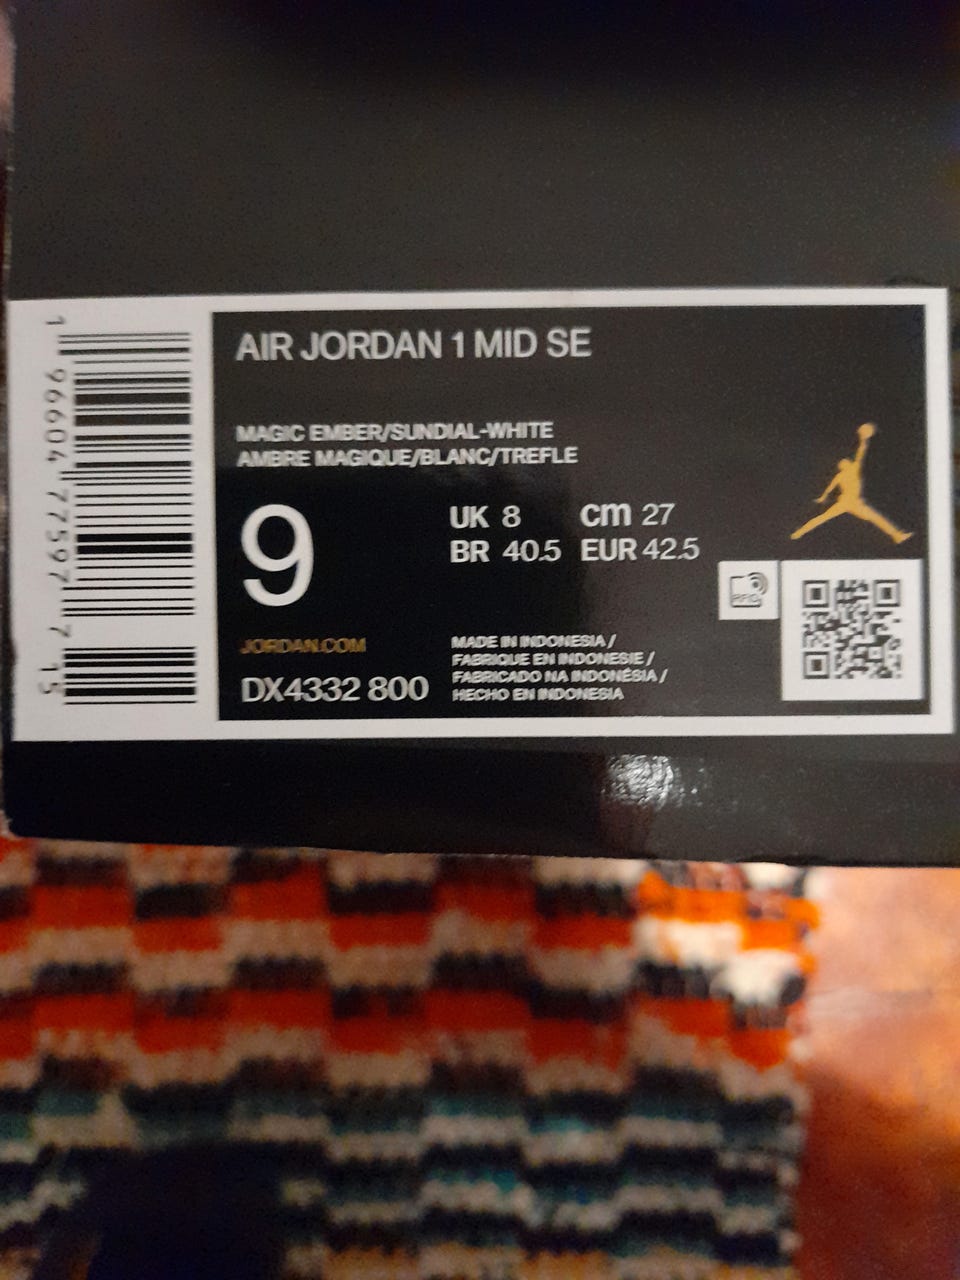 AIR JORDAN 1 MID SE
MAGIC EMBER/SUNDIAL-WHITE
AMBRE MAGIQUE/BLANC/TREFLE
9
UK 8 cm 27
BR 40.5 EUR 42.5
JORDAN.COM
DX4332 800
MADE IN INDONESIA /
FABRIQUE EN INDONESIE /
FABRICADO NA INDONÉSIA /
HECHO EN INDONESIA
RFID
1 96604 77597 7 15